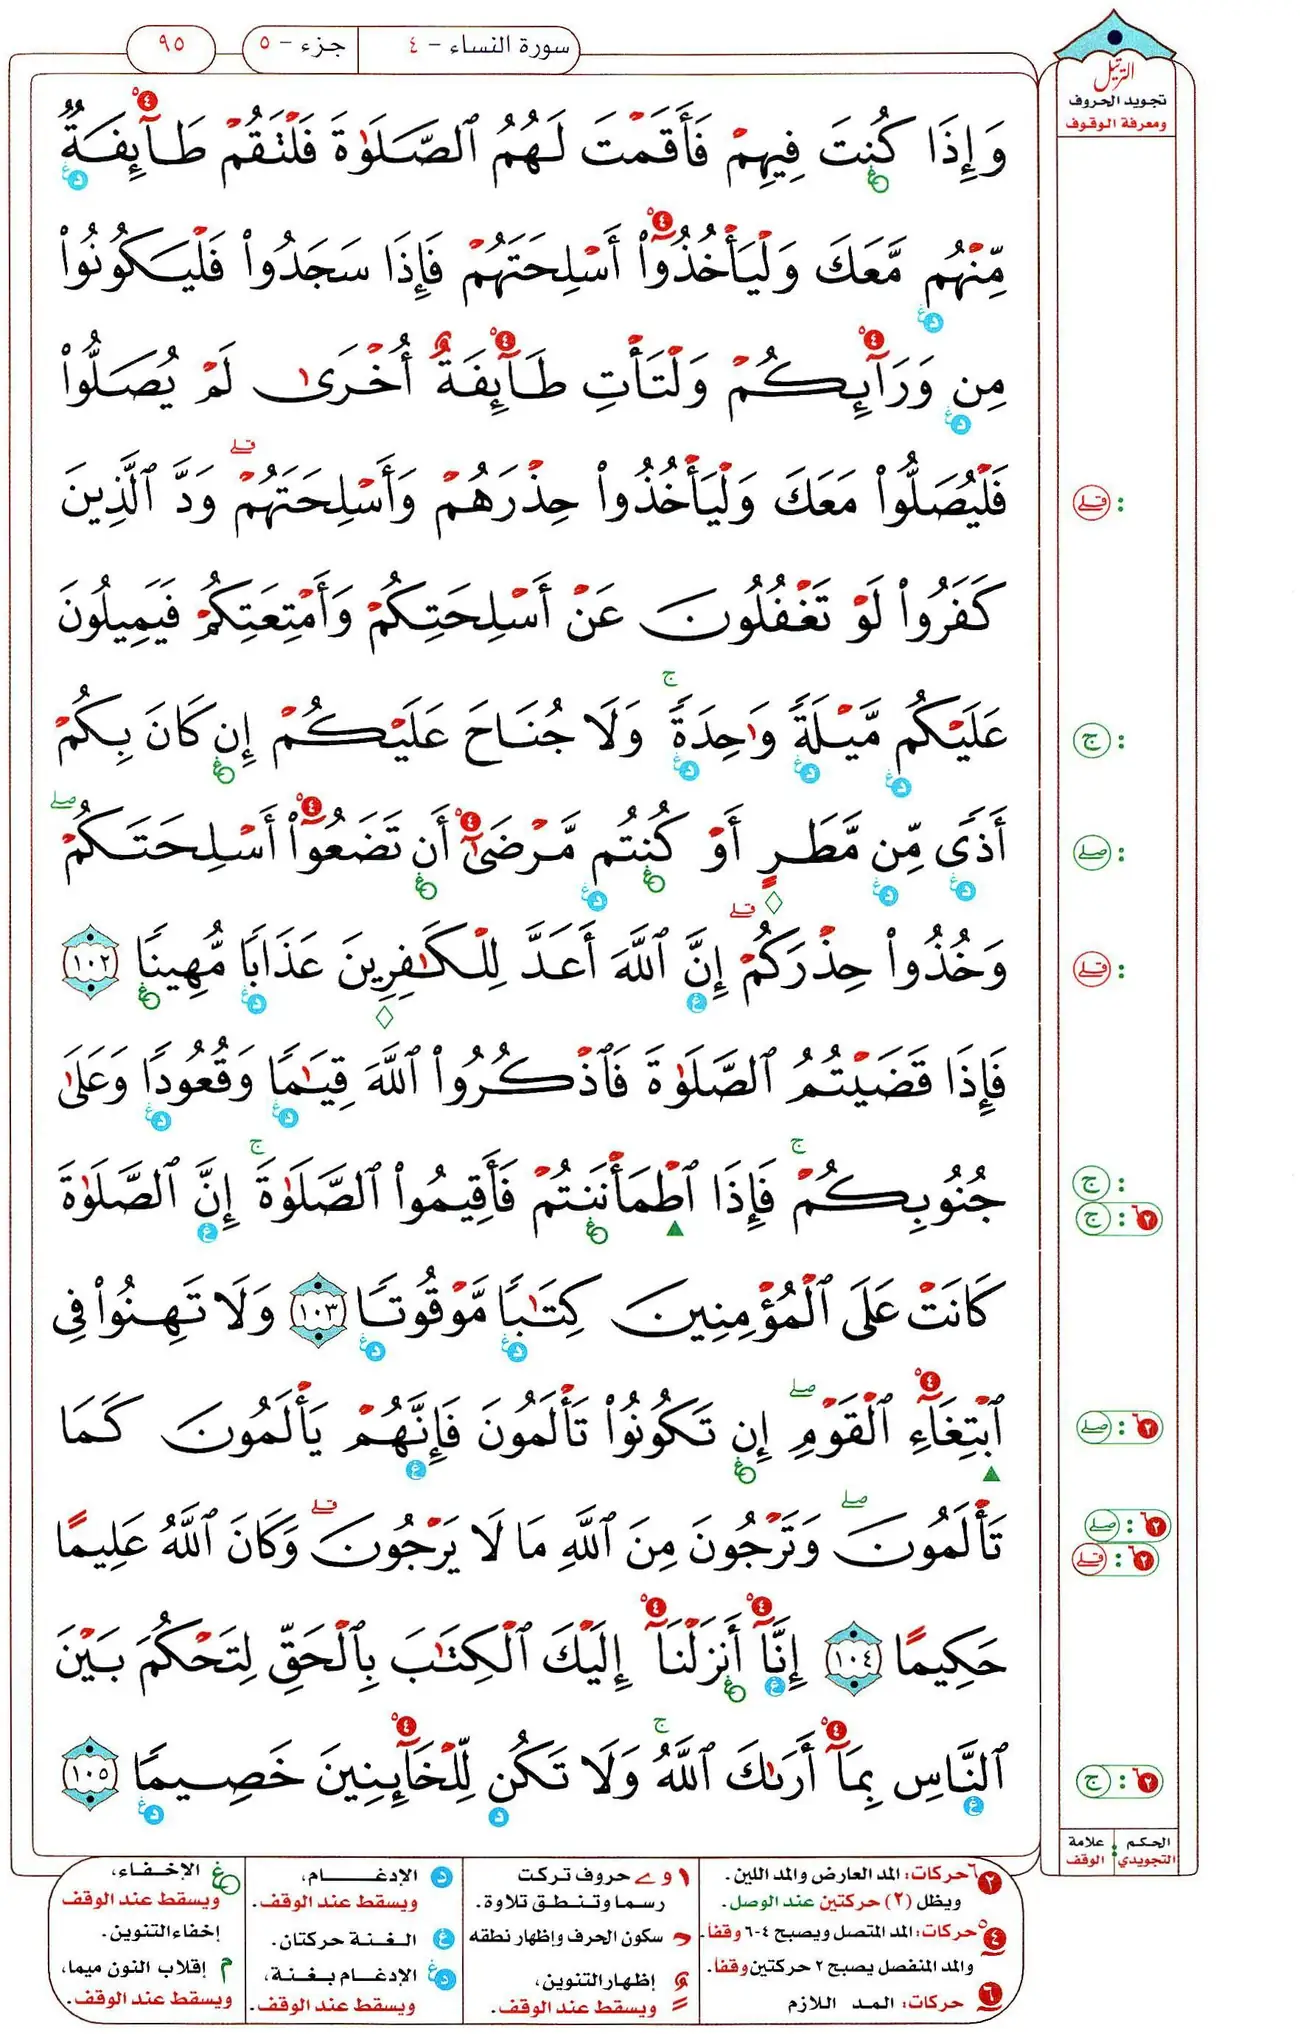 سورة النساء - ٤
جزء - ٥
٩٥
الترتيل
تجويد الحروف
ومعرفة الوقوف
وَإِذَا كُنتَ فِيهِمْ فَأَقَمْتَ لَهُمُ ٱلصَّلَوٰةَ فَلْتَقُمْ طَآئِفَةٌ
مِّنْهُم مَّعَكَ وَلْيَأْخُذُوٓا۟ أَسْلِحَتَهُمْ فَإِذَا سَجَدُوا۟ فَلْيَكُونُوا۟
مِن وَرَآئِكُمْ وَلْتَأْتِ طَآئِفَةٌ أُخْرَىٰ لَمْ يُصَلُّوا۟
فَلْيُصَلُّوا۟ مَعَكَ وَلْيَأْخُذُوا۟ حِذْرَهُمْ وَأَسْلِحَتَهُمْ ۗ وَدَّ ٱلَّذِينَ
كَفَرُوا۟ لَوْ تَغْفُلُونَ عَنْ أَسْلِحَتِكُمْ وَأَمْتِعَتِكُمْ فَيَمِيلُونَ
عَلَيْكُم مَّيْلَةً وَٰحِدَةً ۚ وَلَا جُنَاحَ عَلَيْكُمْ إِن كَانَ بِكُمْ
أَذًى مِّن مَّطَرٍ أَوْ كُنتُم مَّرْضَىٰٓ أَن تَضَعُوٓا۟ أَسْلِحَتَكُمْ ۖ
وَخُذُوا۟ حِذْرَكُمْ ۗ إِنَّ ٱللَّهَ أَعَدَّ لِلْكَٰفِرِينَ عَذَابًا مُّهِينًا ١٠٢
فَإِذَا قَضَيْتُمُ ٱلصَّلَوٰةَ فَٱذْكُرُوا۟ ٱللَّهَ قِيَٰمًا وَقُعُودًا وَعَلَىٰ
جُنُوبِكُمْ ۚ فَإِذَا ٱطْمَأْنَنتُمْ فَأَقِيمُوا۟ ٱلصَّلَوٰةَ ۚ إِنَّ ٱلصَّلَوٰةَ
كَانَتْ عَلَى ٱلْمُؤْمِنِينَ كِتَٰبًا مَّوْقُوتًا ١٠٣ وَلَا تَهِنُوا۟ فِى
ٱبْتِغَآءِ ٱلْقَوْمِ ۖ إِن تَكُونُوا۟ تَأْلَمُونَ فَإِنَّهُمْ يَأْلَمُونَ كَمَا
تَأْلَمُونَ ۖ وَتَرْجُونَ مِنَ ٱللَّهِ مَا لَا يَرْجُونَ ۗ وَكَانَ ٱللَّهُ عَلِيمًا
حَكِيمًا ١٠٤ إِنَّآ أَنزَلْنَآ إِلَيْكَ ٱلْكِتَٰبَ بِٱلْحَقِّ لِتَحْكُمَ بَيْنَ
ٱلنَّاسِ بِمَآ أَرَىٰكَ ٱللَّهُ ۚ وَلَا تَكُن لِّلْخَآئِنِينَ خَصِيمًا ١٠٥
الحكم التجويدي : علامة الوقف
٢ ٦ حركات: المد العارض والمد اللين.
ويظل (٢) حركتين عند الوصل.
٤ ٥ حركات: المد المتصل ويصبح ٤-٦ وقفاً.
والمد المنفصل يصبح ٢ حركتين وقفاً.
٦ حركات: المد اللازم
ا و ے حروف تركت
رسما وتنطق تلاوة.
سكون الحرف وإظهار نطقه
إظهار التنوين،
ويسقط عند الوقف.
د الإدغام،
ويسقط عند الوقف.
غ الغنة حركتان.
دغ الإدغام بغنة،
ويسقط عند الوقف.
الإخفاء،
ويسقط عند الوقف
إخفاء التنوين.
م إقلاب النون ميما،
ويسقط عند الوقف.